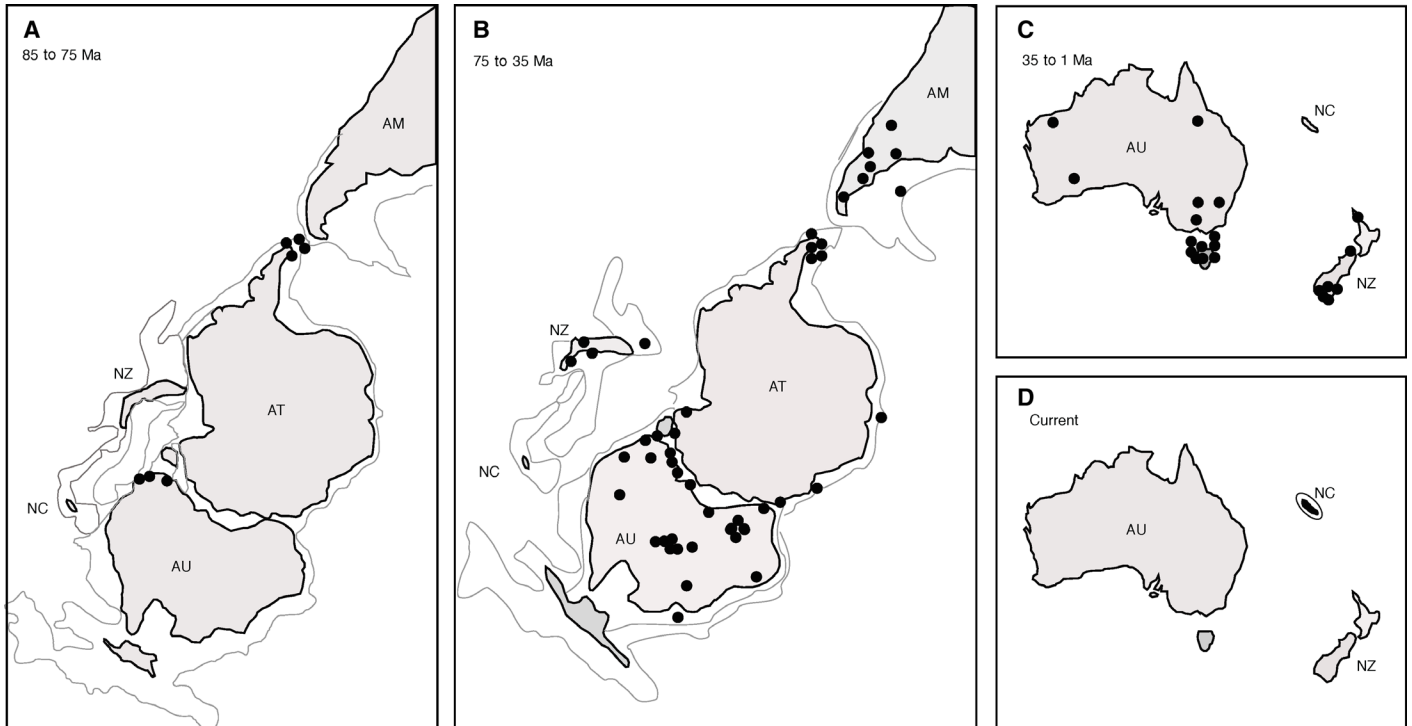 A
85 to 75 Ma
AM
NZ
AT
NC
AU
B
75 to 35 Ma
AM
NZ
AT
NC
AU
C
35 to 1 Ma
NC
AU
NZ
D
Current
NC
AU
NZ